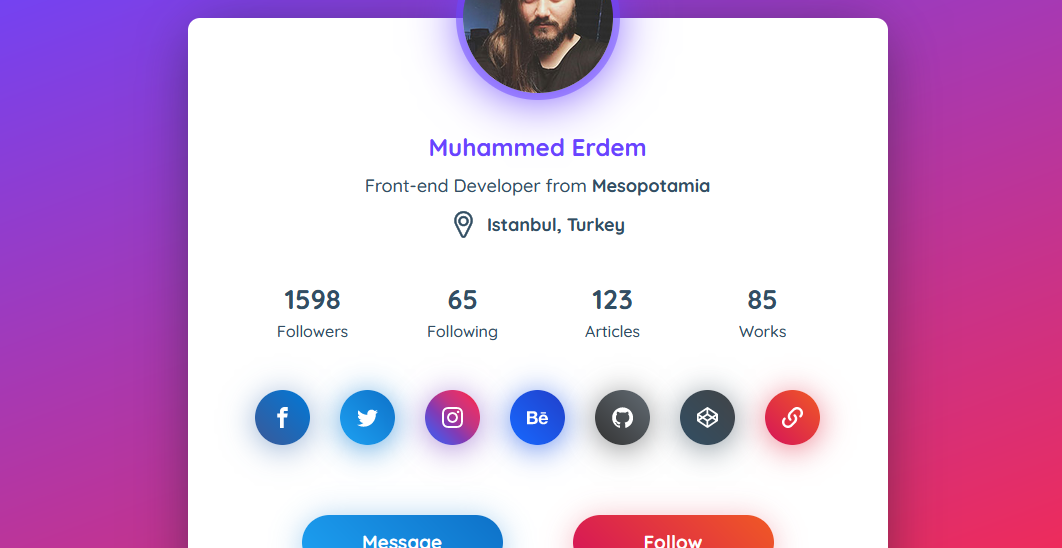 Muhammed Erdem
Front-end Developer from Mesopotamia
Istanbul, Turkey
1598 65 123 85
Followers Following Articles Works
f Bē
Message Follow